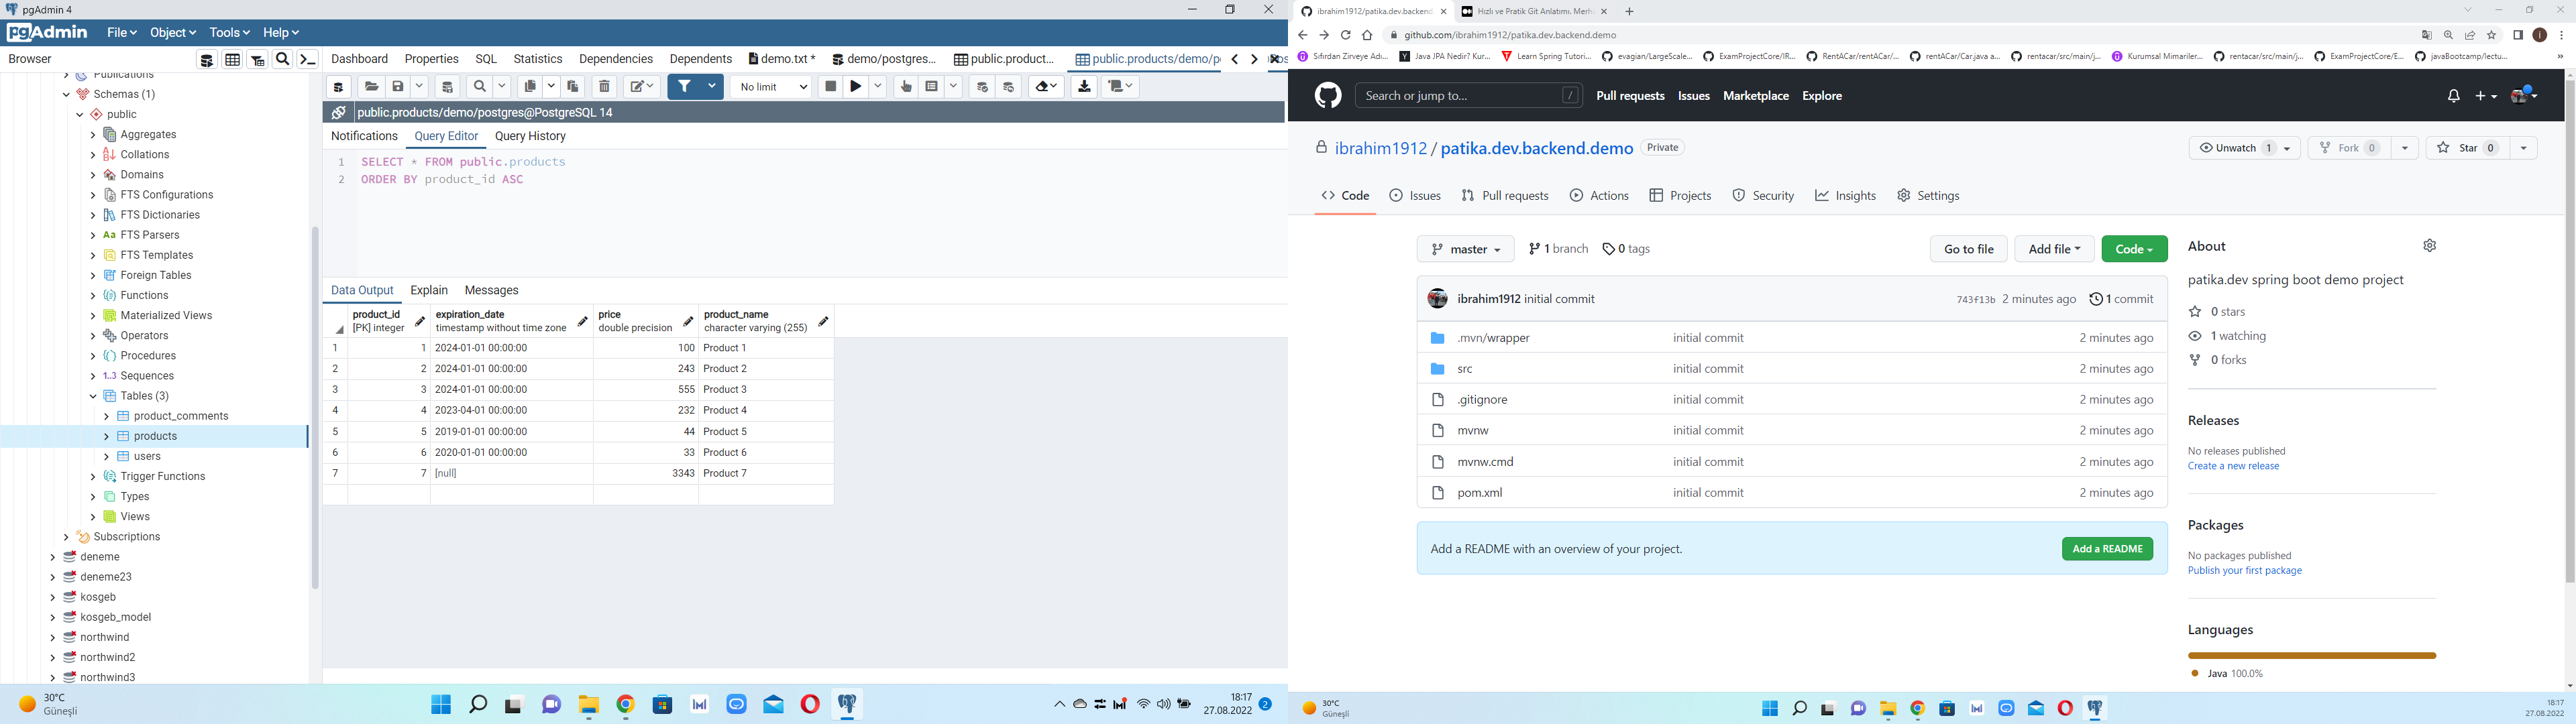 pgAdmin 4
pgAdmin File Object Tools Help
Browser
Dashboard Properties SQL Statistics Dependencies Dependents demo.txt * demo/postgres... public.product... public.products/demo/po
No limit
public.products/demo/postgres@PostgreSQL 14
Notifications Query Editor Query History
1 SELECT * FROM public.products
2 ORDER BY product_id ASC
Publications
Schemas (1)
public
Aggregates
Collations
Domains
FTS Configurations
FTS Dictionaries
FTS Parsers
FTS Templates
Foreign Tables
Functions
Materialized Views
Operators
Procedures
1..3 Sequences
Tables (3)
product_comments
products
users
Trigger Functions
Types
Views
Subscriptions
deneme
deneme23
kosgeb
kosgeb_model
northwind
northwind2
northwind3
Data Output Explain Messages
product_id expiration_date price product_name
[PK] integer timestamp without time zone double precision character varying (255)
1 1 2024-01-01 00:00:00 100 Product 1
2 2 2024-01-01 00:00:00 243 Product 2
3 3 2024-01-01 00:00:00 555 Product 3
4 4 2023-04-01 00:00:00 232 Product 4
5 5 2019-01-01 00:00:00 44 Product 5
6 6 2020-01-01 00:00:00 33 Product 6
7 7 [null] 3343 Product 7
30°C
Güneşli
18:17
27.08.2022 2
ibrahim1912/patika.dev.backend Hızlı ve Pratik Git Anlatımı. Merha
github.com/ibrahim1912/patika.dev.backend.demo
Sıfırdan Zirveye Adı... Java JPA Nedir? Kur... Learn Spring Tutori... evagian/LargeScale... ExamProjectCore/IR... RentACar/rentACar/... rentACar/Car.java a... rentacar/src/main/j... Kurumsal Mimariler... rentacar/src/main/j... ExamProjectCore/E... javaBootcamp/lectu...
Search or jump to... / Pull requests Issues Marketplace Explore
ibrahim1912 / patika.dev.backend.demo Private
Unwatch 1 Fork 0 Star 0
Code Issues Pull requests Actions Projects Security Insights Settings
master 1 branch 0 tags Go to file Add file Code
ibrahim1912 initial commit 743f13b 2 minutes ago 1 commit
.mvn/wrapper initial commit 2 minutes ago
src initial commit 2 minutes ago
.gitignore initial commit 2 minutes ago
mvnw initial commit 2 minutes ago
mvnw.cmd initial commit 2 minutes ago
pom.xml initial commit 2 minutes ago
Add a README with an overview of your project. Add a README
About
patika.dev spring boot demo project
0 stars
1 watching
0 forks
Releases
No releases published
Create a new release
Packages
No packages published
Publish your first package
Languages
Java 100.0%
30°C
Güneşli
18:17
27.08.2022